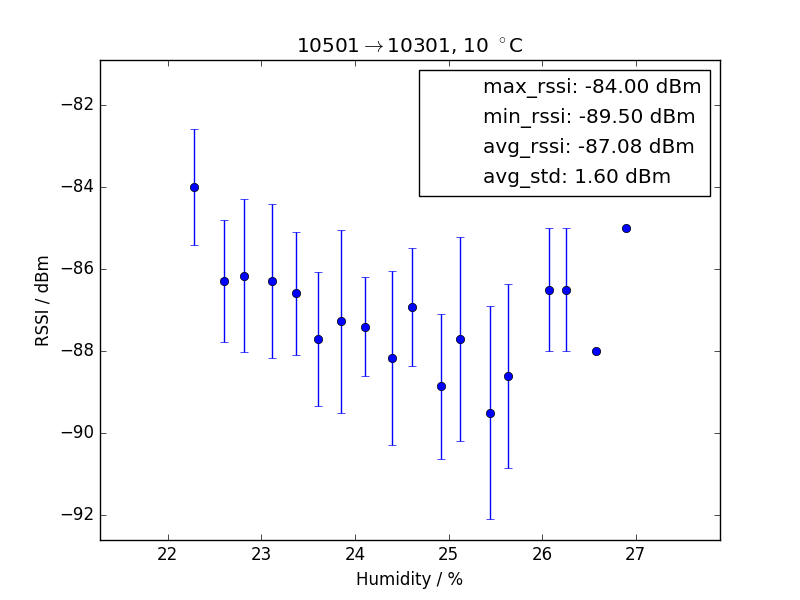 10501→10301, 10 °C
max_rssi: -84.00 dBm
min_rssi: -89.50 dBm
avg_rssi: -87.08 dBm
avg_std: 1.60 dBm
RSSI / dBm
−82
−84
−86
−88
−90
−92
22 23 24 25 26 27
Humidity / %